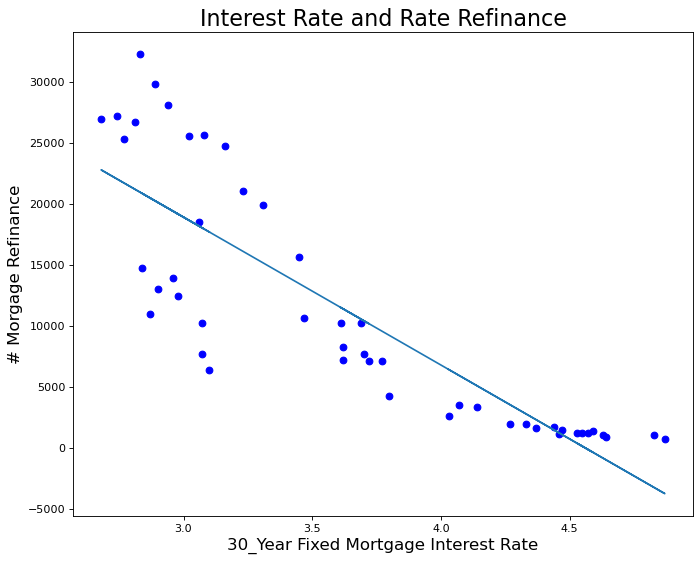 Interest Rate and Rate Refinance
# Morgage Refinance
30000
25000
20000
15000
10000
5000
0
−5000
3.0 3.5 4.0 4.5
30_Year Fixed Mortgage Interest Rate